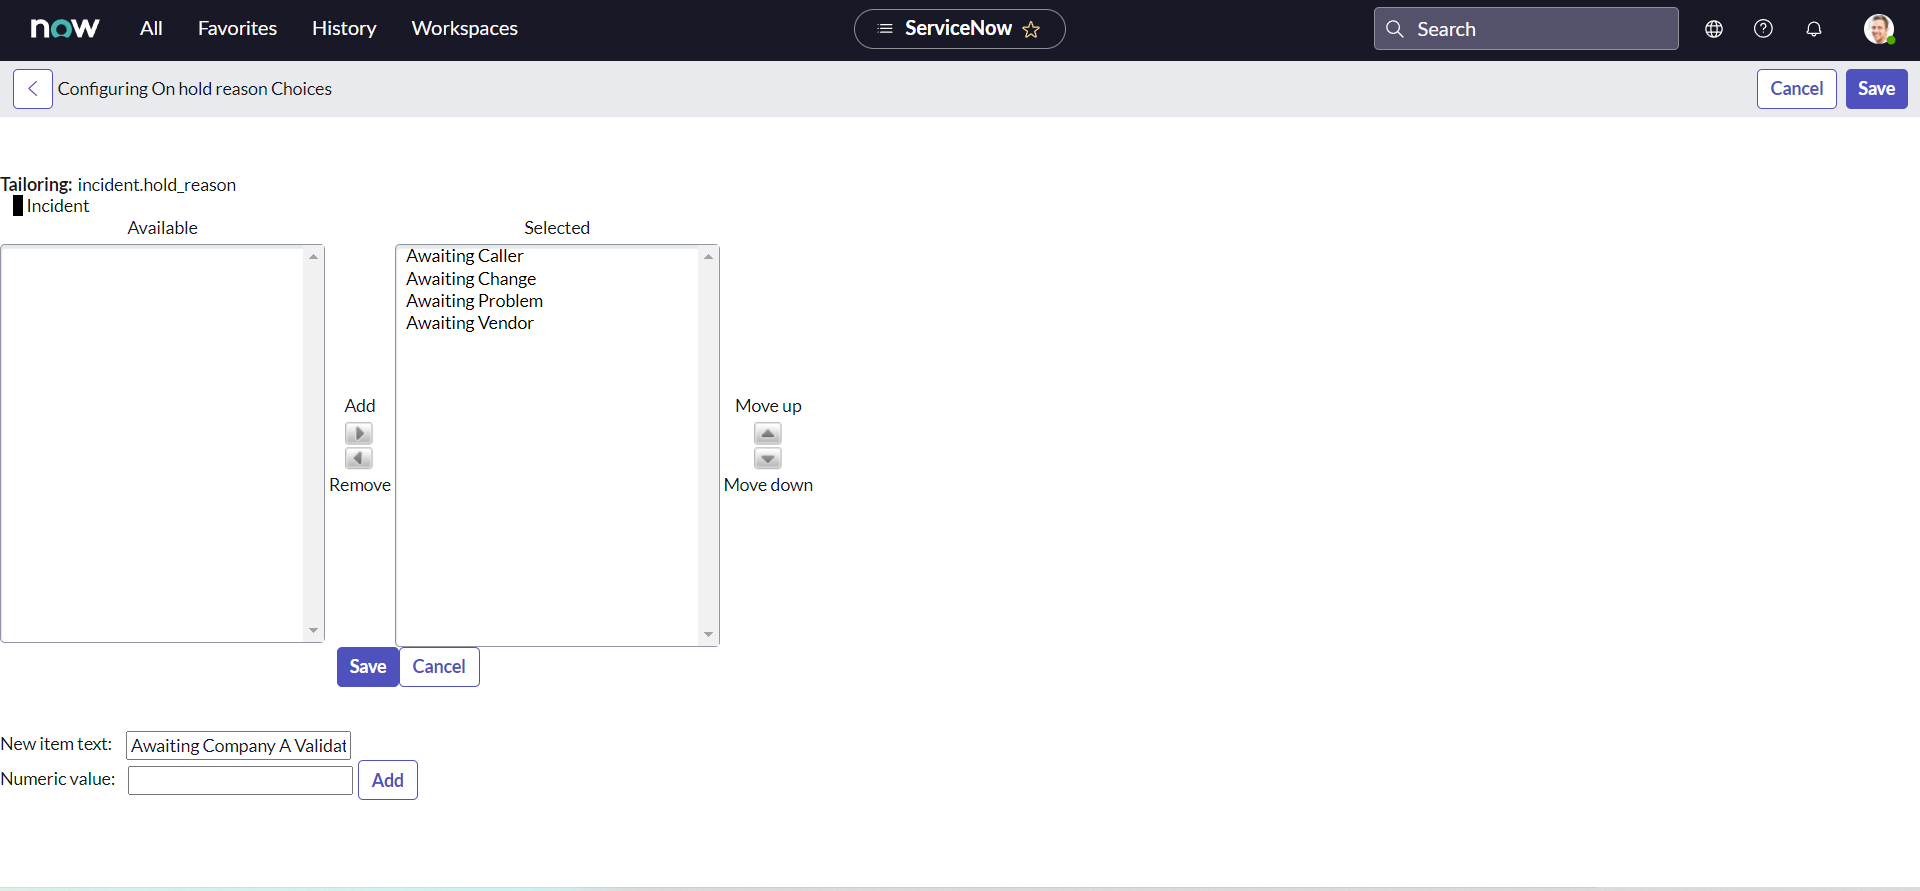 now All Favorites History Workspaces ServiceNow Search
Configuring On hold reason Choices Cancel Save
Tailoring: incident.hold_reason
Incident
Available Selected
Awaiting Caller
Awaiting Change
Awaiting Problem
Awaiting Vendor
Add Move up
Remove Move down
Save Cancel
New item text: Awaiting Company A Validat
Numeric value: Add